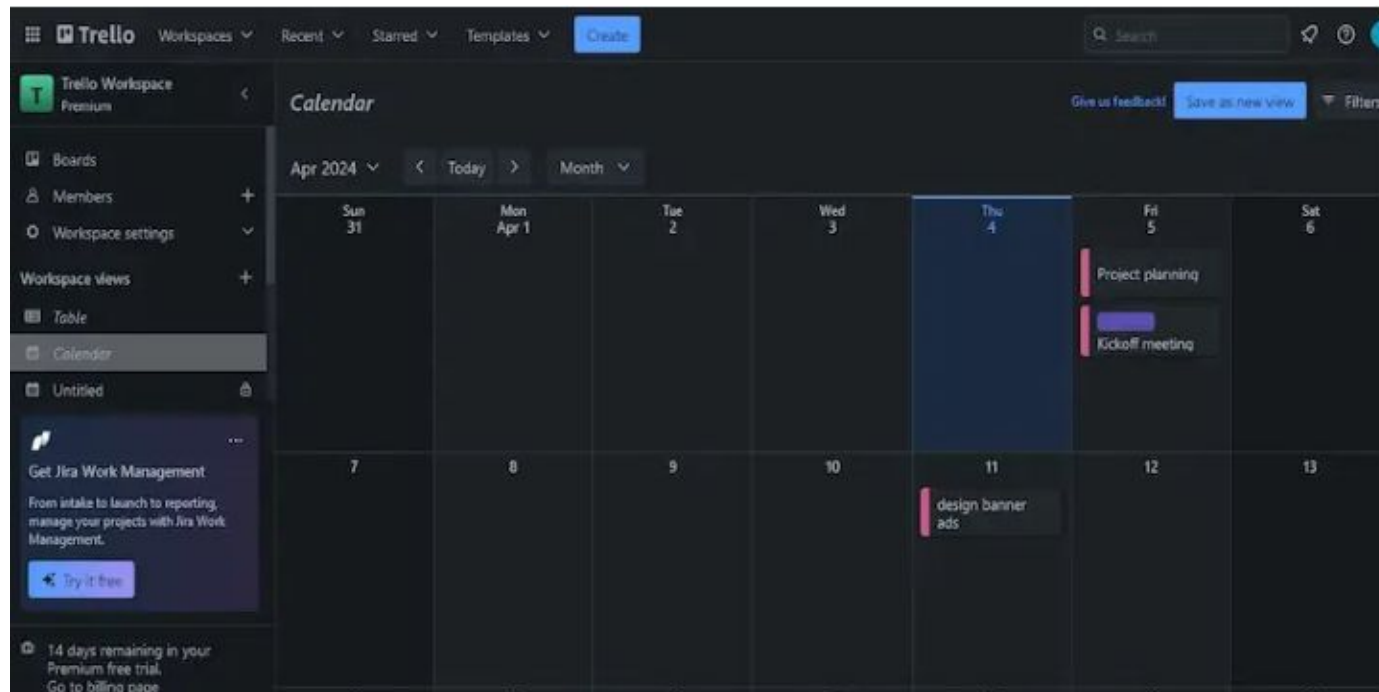 Trello Workspaces Recent Starred Templates Create Search
T Trello Workspace
Premium
Calendar
Give us feedback! Save as new view Filters
Boards
Members
Workspace settings
Workspace views
Table
Calendar
Untitled
Get Jira Work Management
From intake to launch to reporting,
manage your projects with Jira Work
Management.
Try it free
14 days remaining in your
Premium free trial.
Go to billing page
Apr 2024 Today Month
Sun Mon Tue Wed Thu Fri Sat
31 Apr 1 2 3 4 5 6
Project planning
Kickoff meeting
7 8 9 10 11 12 13
design banner
ads